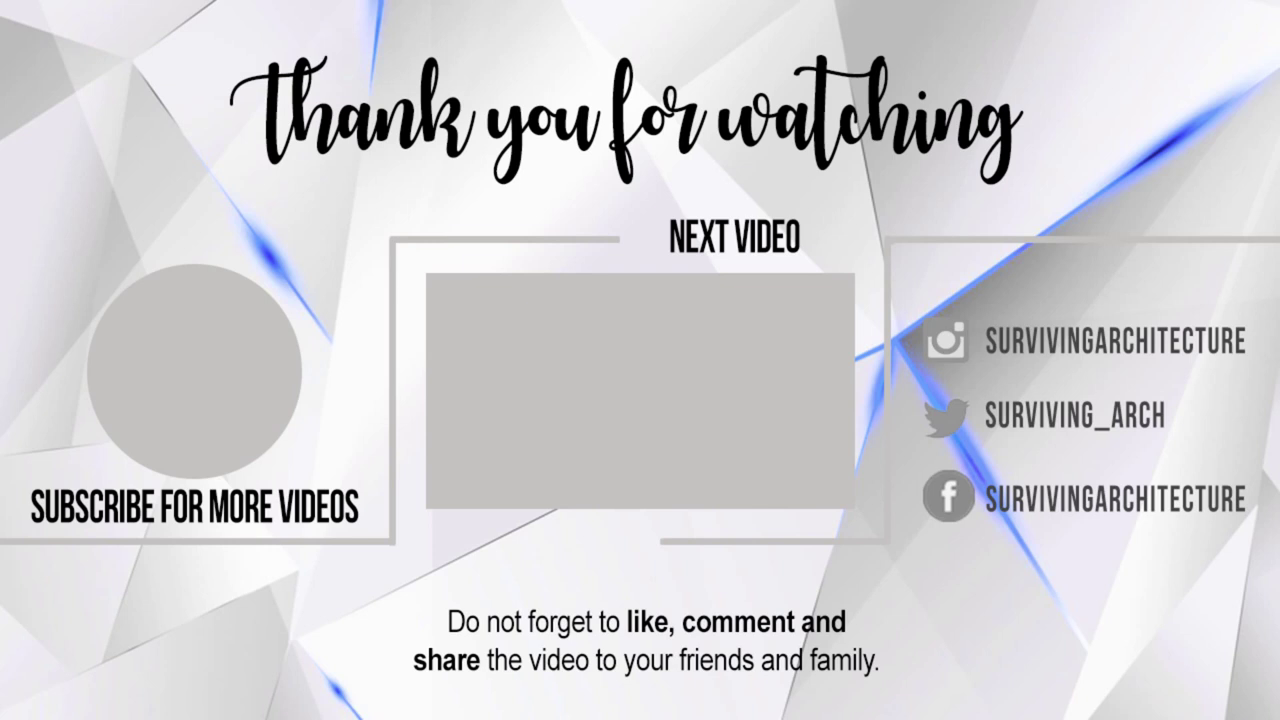 Thank you for watching
NEXT VIDEO
SURVIVINGARCHITECTURE
SURVIVING_ARCH
SURVIVINGARCHITECTURE
SUBSCRIBE FOR MORE VIDEOS
Do not forget to like, comment and
share the video to your friends and family.